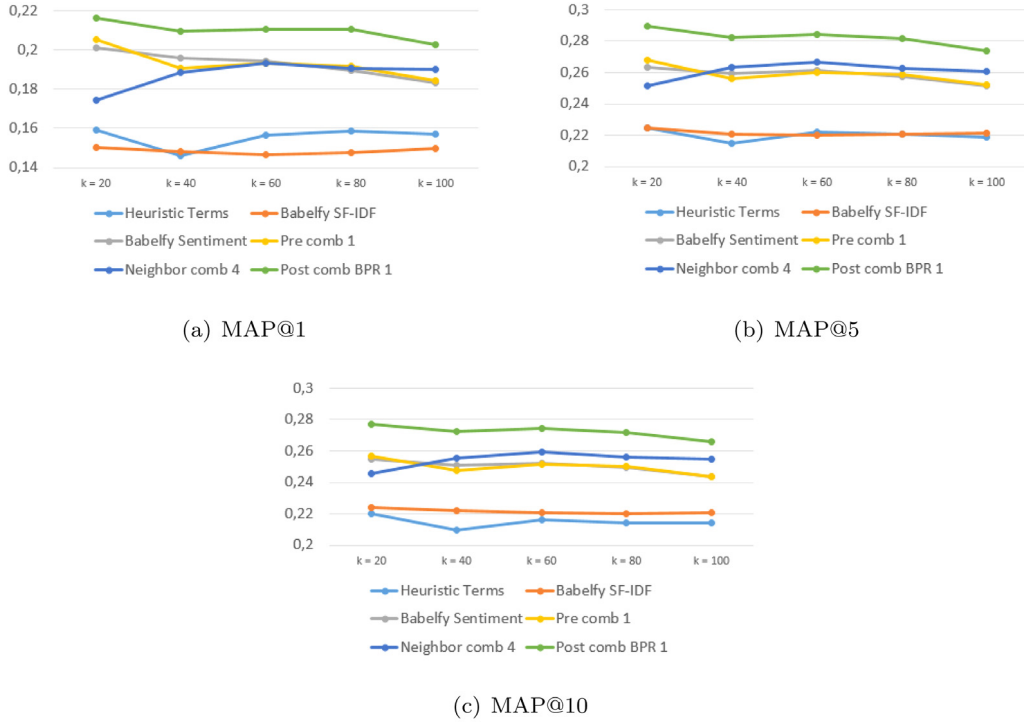 0,22
0,2
0,18
0,16
0,14
k = 20 k = 40 k = 60 k = 80 k = 100
Heuristic Terms Babelfy SF-IDF
Babelfy Sentiment Pre comb 1
Neighbor comb 4 Post comb BPR 1
(a) MAP@1
0,3
0,28
0,26
0,24
0,22
0,2
k = 20 k = 40 k = 60 k = 80 k = 100
Heuristic Terms Babelfy SF-IDF
Babelfy Sentiment Pre comb 1
Neighbor comb 4 Post comb BPR 1
(b) MAP@5
0,3
0,28
0,26
0,24
0,22
0,2
k = 20 k = 40 k = 60 k = 80 k = 100
Heuristic Terms Babelfy SF-IDF
Babelfy Sentiment Pre comb 1
Neighbor comb 4 Post comb BPR 1
(c) MAP@10